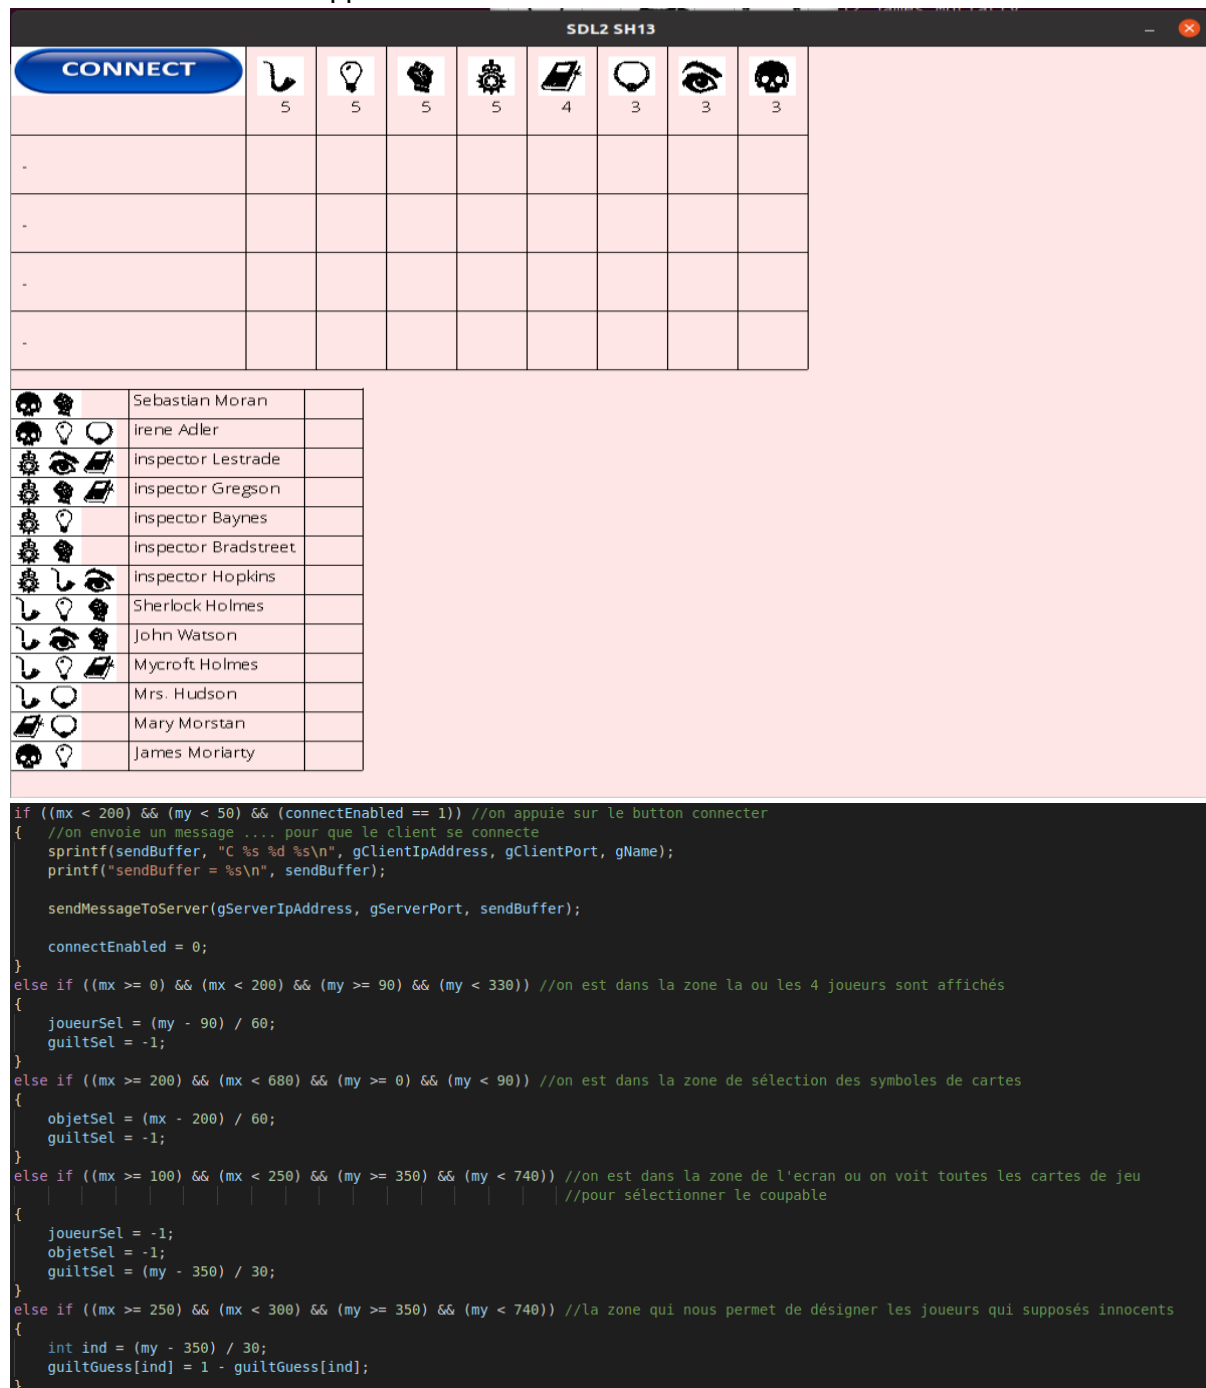 SDL2 SH13
CONNECT
5 5 5 5 4 3 3 3
-
-
-
-
Sebastian Moran
irene Adler
inspector Lestrade
inspector Gregson
inspector Baynes
inspector Bradstreet
inspector Hopkins
Sherlock Holmes
John Watson
Mycroft Holmes
Mrs. Hudson
Mary Morstan
James Moriarty
if ((mx < 200) && (my < 50) && (connectEnabled == 1)) //on appuie sur le button connecter
{ //on envoie un message .... pour que le client se connecte
sprintf(sendBuffer, "C %s %d %s\n", gClientIpAddress, gClientPort, gName);
printf("sendBuffer = %s\n", sendBuffer);
sendMessageToServer(gServerIpAddress, gServerPort, sendBuffer);
connectEnabled = 0;
}
else if ((mx >= 0) && (mx < 200) && (my >= 90) && (my < 330)) //on est dans la zone la ou les 4 joueurs sont affichés
{
joueurSel = (my - 90) / 60;
guiltSel = -1;
}
else if ((mx >= 200) && (mx < 680) && (my >= 0) && (my < 90)) //on est dans la zone de sélection des symboles de cartes
{
objetSel = (mx - 200) / 60;
guiltSel = -1;
}
else if ((mx >= 100) && (mx < 250) && (my >= 350) && (my < 740)) //on est dans la zone de l'ecran ou on voit toutes les cartes de jeu
//pour sélectionner le coupable
{
joueurSel = -1;
objetSel = -1;
guiltSel = (my - 350) / 30;
}
else if ((mx >= 250) && (mx < 300) && (my >= 350) && (my < 740)) //la zone qui nous permet de désigner les joueurs qui supposés innocents
{
int ind = (my - 350) / 30;
guiltGuess[ind] = 1 - guiltGuess[ind];
}